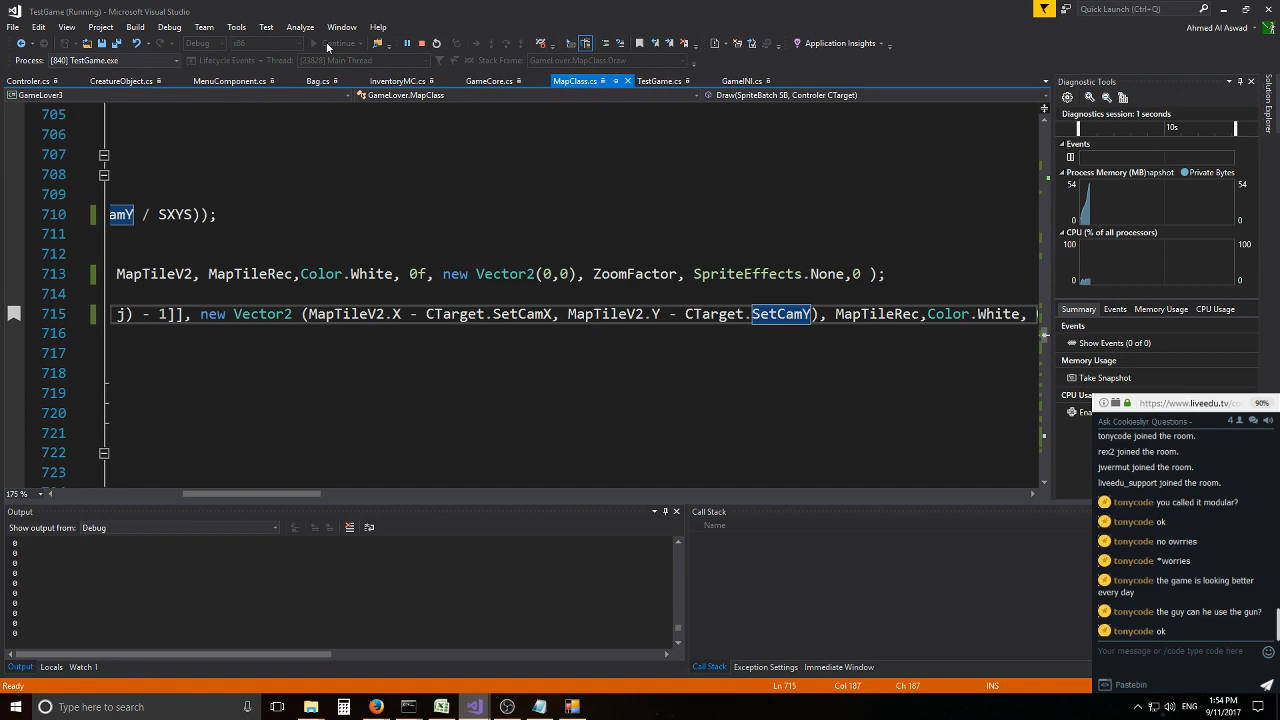 TestGame (Running) - Microsoft Visual Studio
Quick Launch (Ctrl+Q)
File Edit View Project Build Debug Team Tools Test Analyze Window Help
Ahmed Al Aswad
Debug x86 Continue Application Insights
Process: [840] TestGame.exe Lifecycle Events Thread: [23828] Main Thread Stack Frame: GameLover.MapClass.Draw
Controler.cs CreatureObject.cs MenuComponent.cs Bag.cs InventoryMC.cs GameCore.cs MapClass.cs TestGame.cs GameINI.cs
GameLover3 GameLover.MapClass Draw(SpriteBatch SB, Controler CTarget)
705
706
707
708
709
710 amY / SXYS));
711
712
713 MapTileV2, MapTileRec,Color.White, 0f, new Vector2(0,0), ZoomFactor, SpriteEffects.None,0 );
714
715 j) - 1]], new Vector2 (MapTileV2.X - CTarget.SetCamX, MapTileV2.Y - CTarget.SetCamY), MapTileRec,Color.White,
716
717
718
719
720
721
722
723
175 %
Diagnostic Tools
Diagnostics session: 1 seconds
10s
Events
Process Memory (MB) napshot Private Bytes
54 54
0 0
CPU (% of all processors)
100 100
0 0
Summary Events Memory Usage CPU Usage
Events
Show Events (0 of 0)
Memory Usage
Take Snapshot
CPU Usa
Ena
Solution Explorer
Output
Show output from: Debug
0
0
0
0
0
0
0
0
0
0
Output Locals Watch 1
Call Stack
Name
Call Stack Exception Settings Immediate Window
https://www.liveedu.tv/co 90%
Ask Cookiesliyr Questions - 4
tonycode joined the room.
rex2 joined the room.
jwermut joined the room.
liveedu_support joined the room.
tonycode you called it modular?
tonycode ok
tonycode no owrries
tonycode *worries
tonycode the game is looking better
every day
tonycode the guy can he use the gun?
tonycode ok
Your message or /code type code here
Pastebin
Ready Ln 715 Col 187 Ch 187 INS
Type here to search
ENG
1:54 PM
9/11/2017